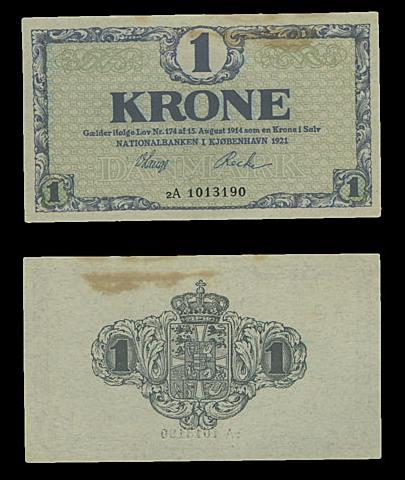 1
KRONE
Gælder ifølge Lov Nr. 174 af 15. August 1914 som en Krone i Sølv
NATIONALBANKEN I KJØBENHAVN 1921
DANMARK
1 2A 1013190 1
1 1